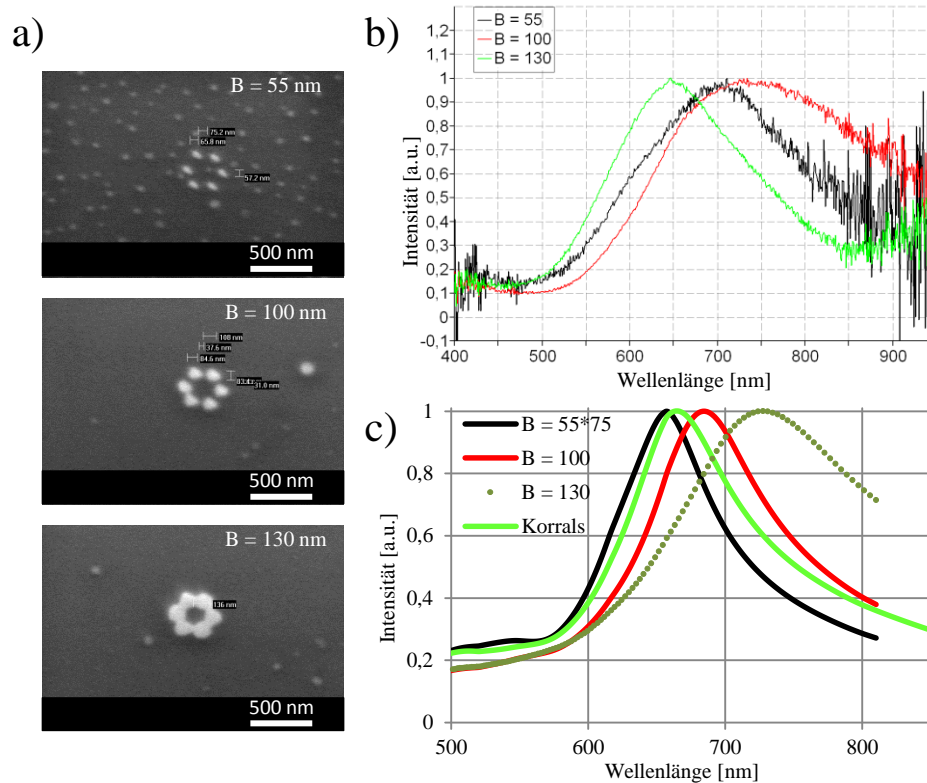 a)
B = 55 nm
75.2 nm
65.8 nm
57.2 nm
500 nm
B = 100 nm
108 nm
37.6 nm
84.6 nm
31.0 nm
500 nm
B = 130 nm
136 nm
500 nm
b)
B = 55
B = 100
B = 130
Intensität [a.u.]
1,2
1,1
1
0,9
0,8
0,7
0,6
0,5
0,4
0,3
0,2
0,1
0
-0,1
400 500 600 700 800 900
Wellenlänge [nm]
c)
B = 55*75
B = 100
B = 130
Korrals
Intensität [a.u.]
1
0,8
0,6
0,4
0,2
0
500 600 700 800
Wellenlänge [nm]